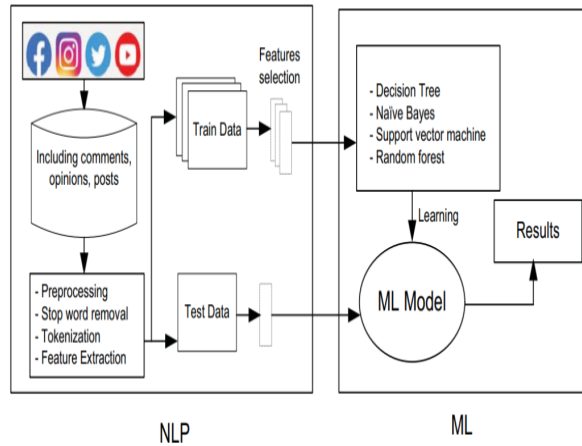 Features
selection
- Decision Tree
- Naïve Bayes
- Support vector machine
- Random forest
Train Data
Including comments,
opinions, posts
Learning
Results
- Preprocessing
- Stop word removal
- Tokenization
- Feature Extraction
Test Data
ML Model
NLP
ML